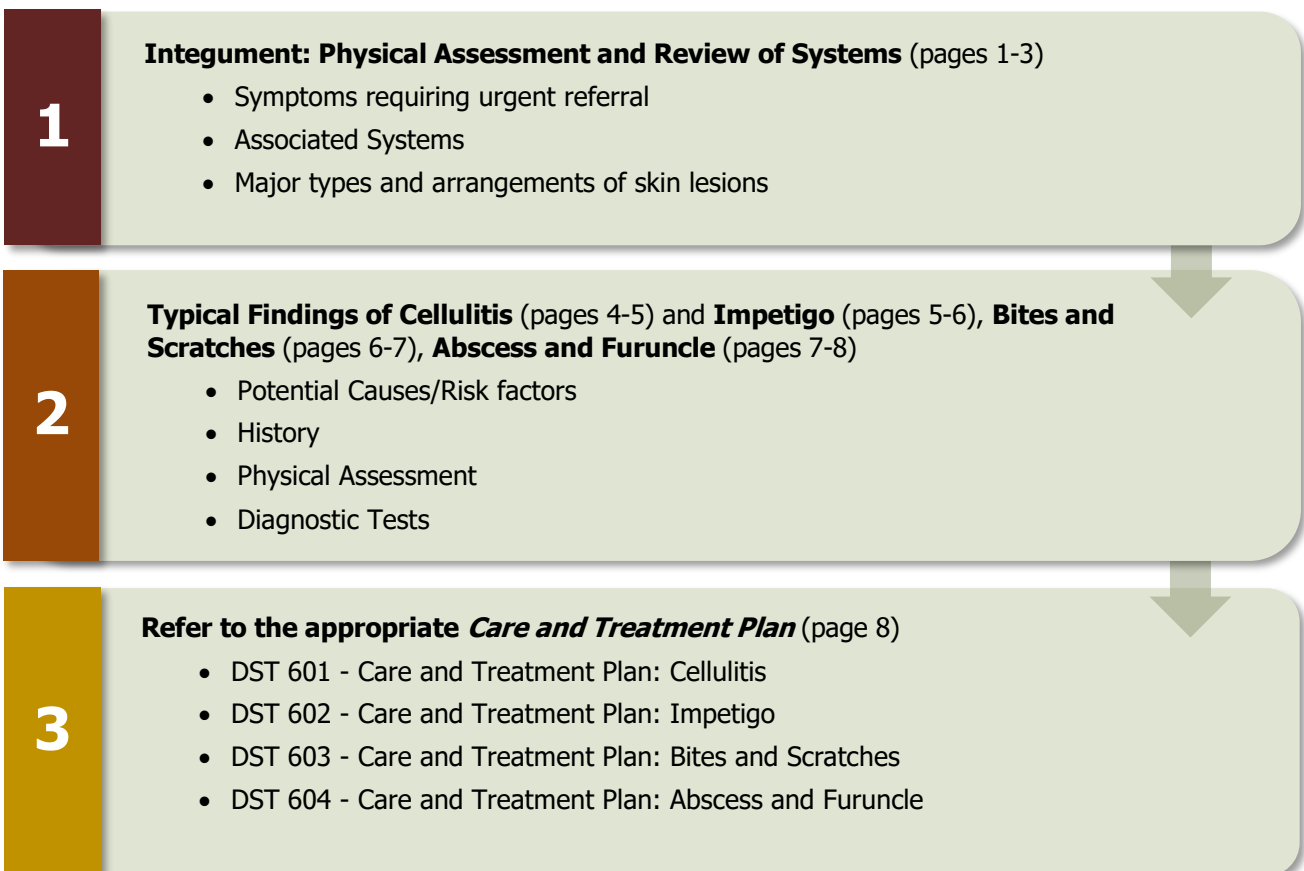 1
Integument: Physical Assessment and Review of Systems (pages 1-3)
• Symptoms requiring urgent referral
• Associated Systems
• Major types and arrangements of skin lesions
2
Typical Findings of Cellulitis (pages 4-5) and Impetigo (pages 5-6), Bites and
Scratches (pages 6-7), Abscess and Furuncle (pages 7-8)
• Potential Causes/Risk factors
• History
• Physical Assessment
• Diagnostic Tests
3
Refer to the appropriate Care and Treatment Plan (page 8)
• DST 601 - Care and Treatment Plan: Cellulitis
• DST 602 - Care and Treatment Plan: Impetigo
• DST 603 - Care and Treatment Plan: Bites and Scratches
• DST 604 - Care and Treatment Plan: Abscess and Furuncle